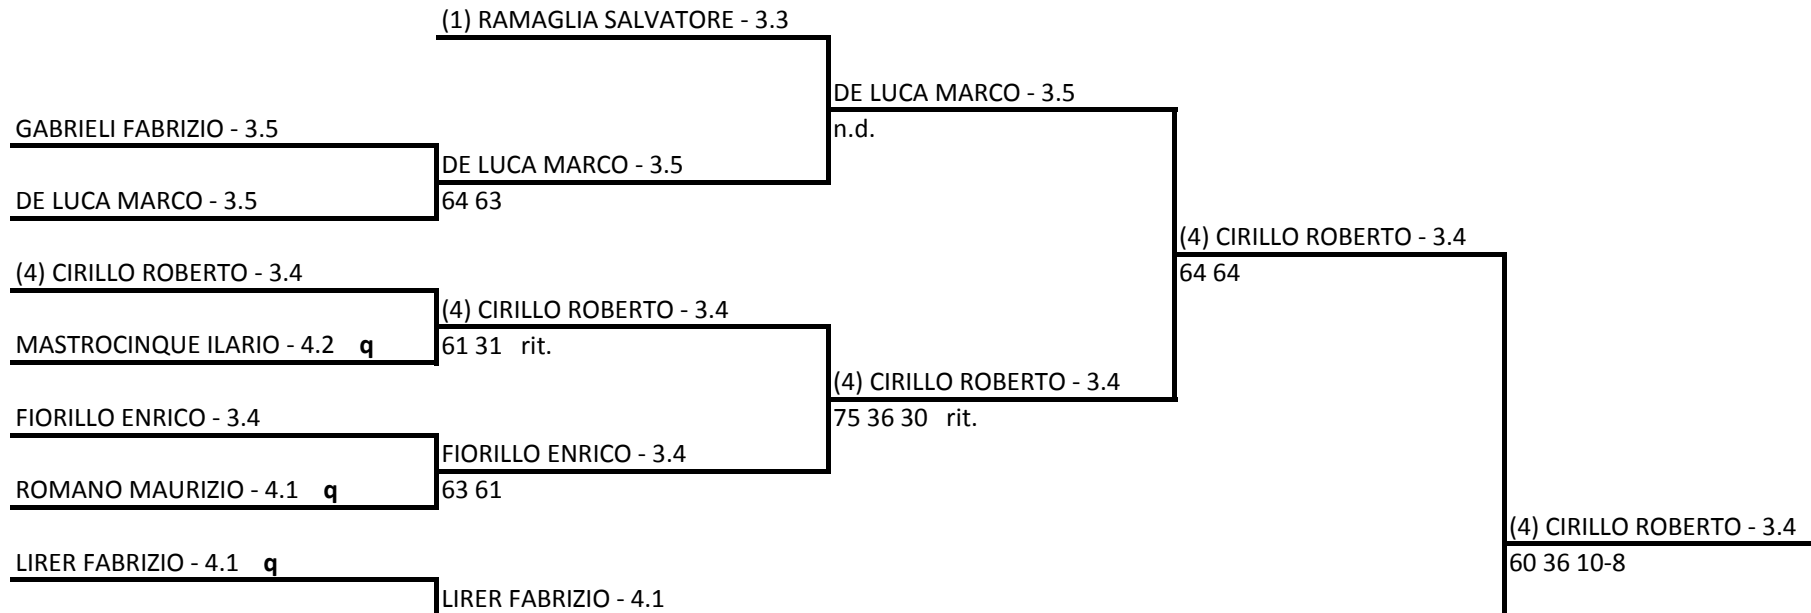 (1) RAMAGLIA SALVATORE - 3.3
DE LUCA MARCO - 3.5
GABRIELI FABRIZIO - 3.5
n.d.
DE LUCA MARCO - 3.5
DE LUCA MARCO - 3.5
64 63
(4) CIRILLO ROBERTO - 3.4
(4) CIRILLO ROBERTO - 3.4
64 64
(4) CIRILLO ROBERTO - 3.4
MASTROCINQUE ILARIO - 4.2 q
61 31 rit.
(4) CIRILLO ROBERTO - 3.4
FIORILLO ENRICO - 3.4
75 36 30 rit.
FIORILLO ENRICO - 3.4
ROMANO MAURIZIO - 4.1 q
63 61
(4) CIRILLO ROBERTO - 3.4
LIRER FABRIZIO - 4.1 q
60 36 10-8
LIRER FABRIZIO - 4.1